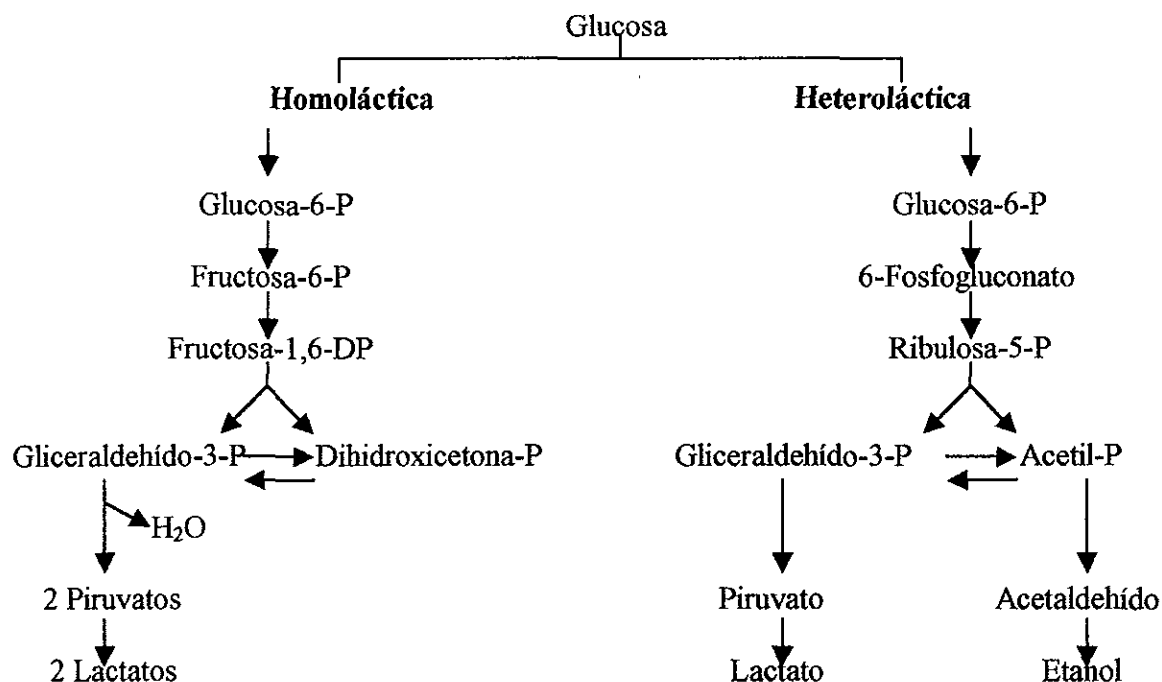 Glucosa
Homoláctica Heteroláctica
Glucosa-6-P Glucosa-6-P
Fructosa-6-P 6-Fosfogluconato
Fructosa-1,6-DP Ribulosa-5-P
Gliceraldehído-3-P Dihidroxicetona-P Gliceraldehído-3-P Acetil-P
H₂O
2 Piruvatos Piruvato Acetaldehído
2 Lactatos Lactato Etanol